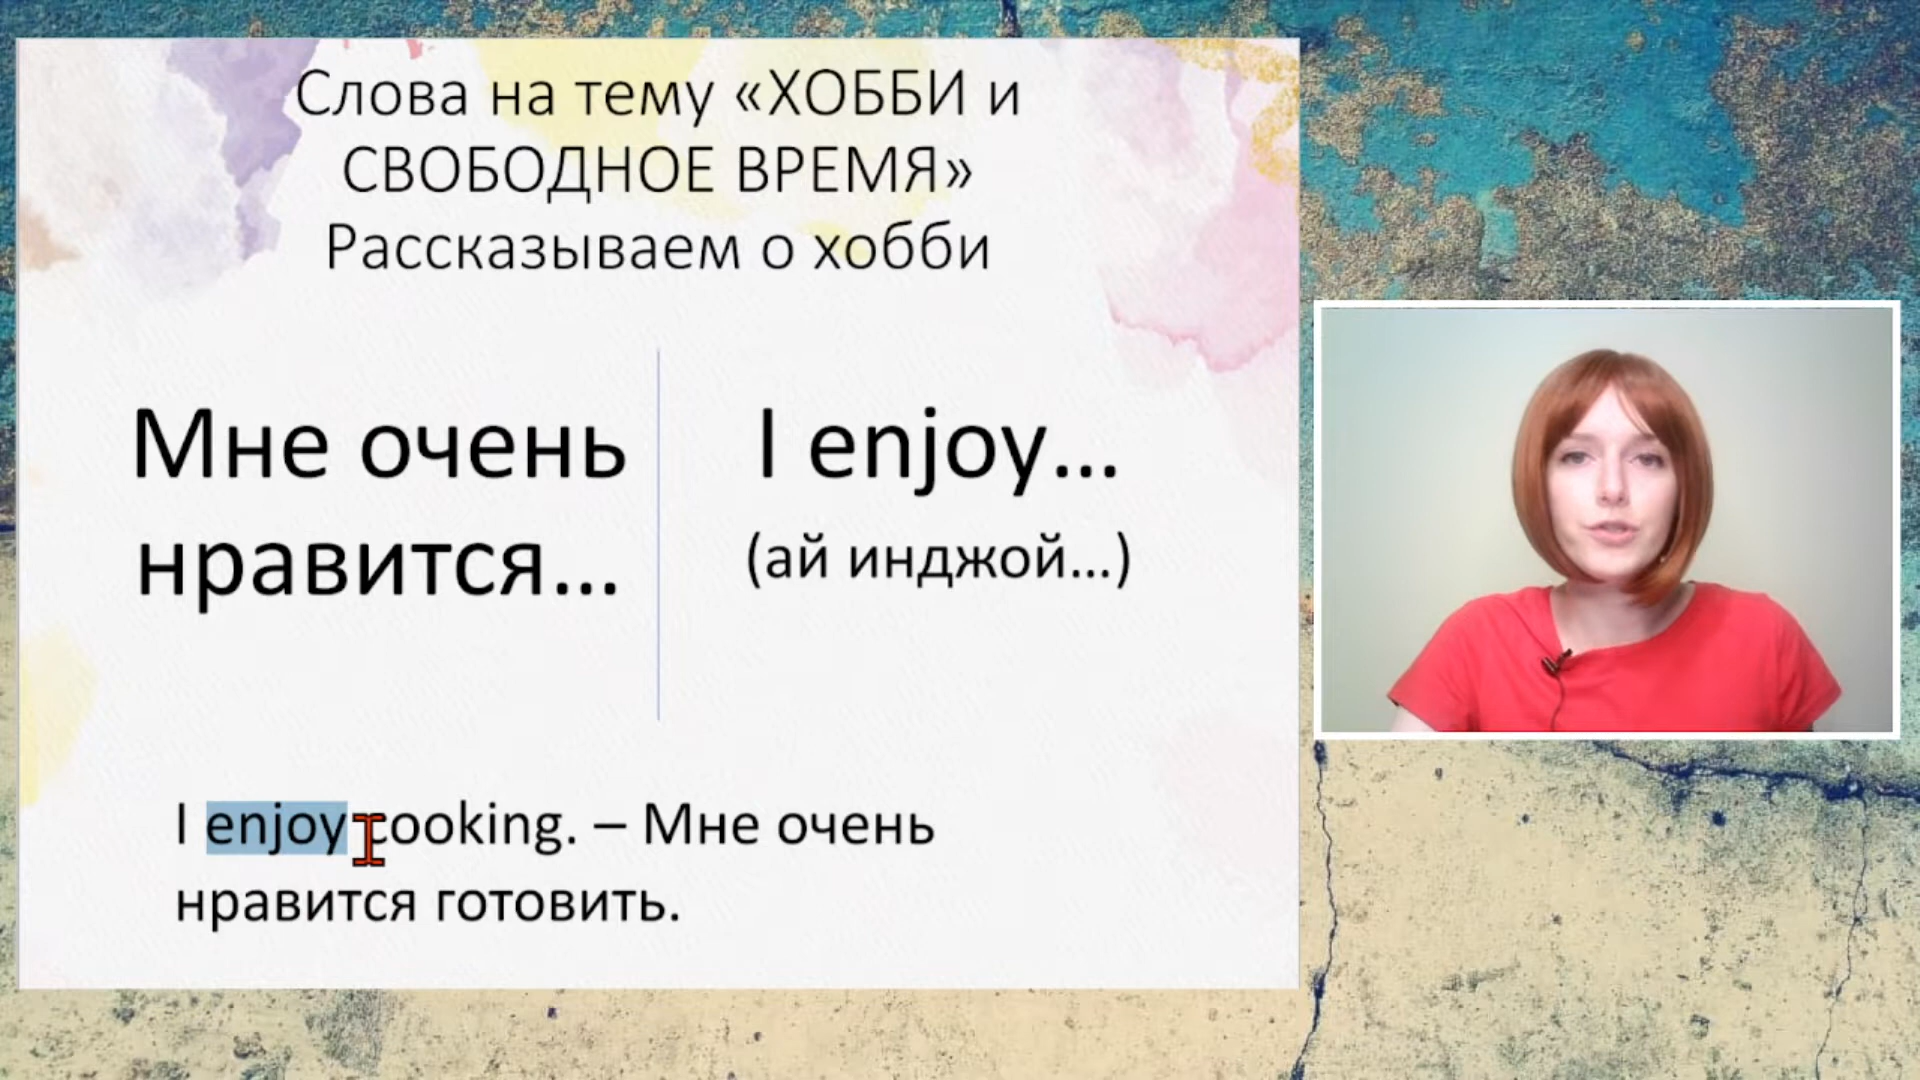 Слова на тему «ХОББИ и
СВОБОДНОЕ ВРЕМЯ»
Рассказываем о хобби
Мне очень
нравится...
I enjoy...
(ай инджой...)
I enjoy cooking. – Мне очень
нравится готовить.